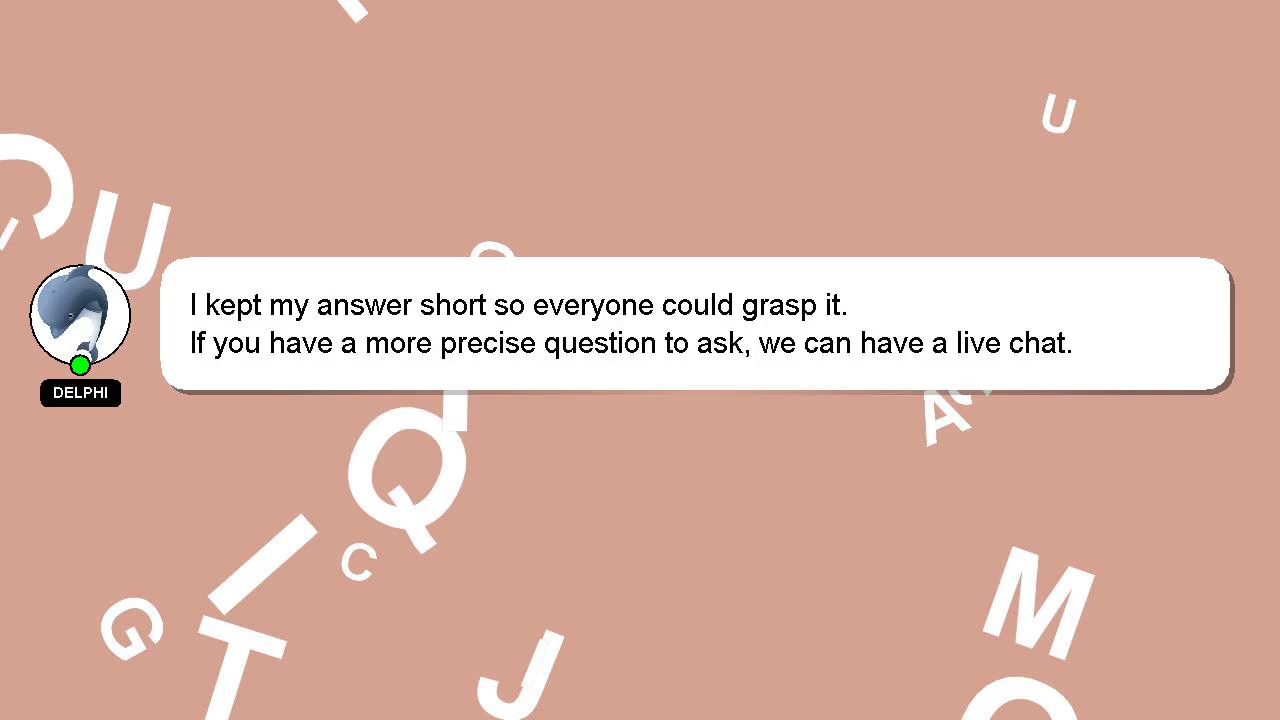 U
U
I kept my answer short so everyone could grasp it.
If you have a more precise question to ask, we can have a live chat.
DELPHI
A
Q
I
C
G
M
T
J